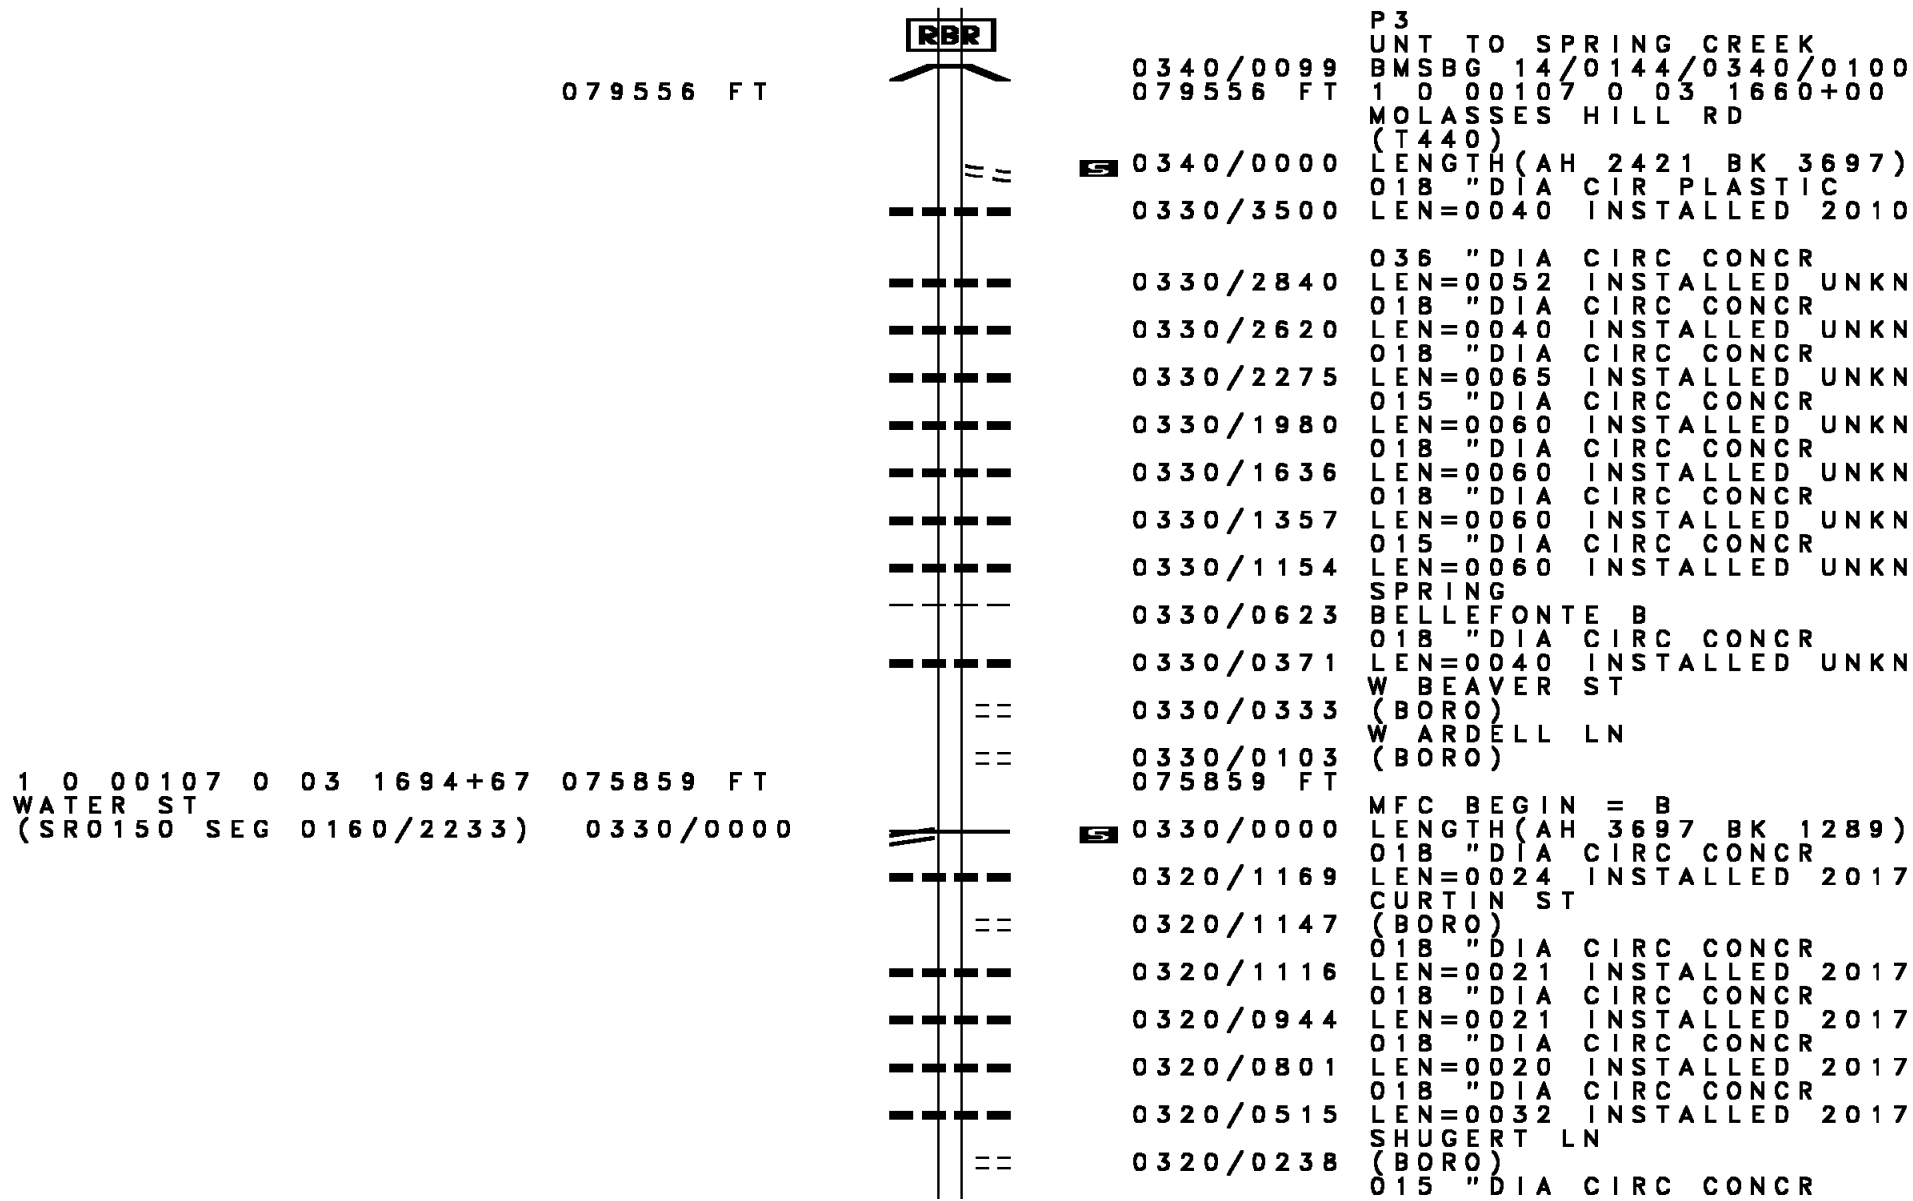 P3
RBR
UNT TO SPRING CREEK
0340/0099 BMSBG 14/0144/0340/0100
079556 FT 079556 FT 1 0 00107 0 03 1660+00
MOLASSES HILL RD
(T440)
S 0340/0000 LENGTH(AH 2421 BK 3697)
018 "DIA CIR PLASTIC
0330/3500 LEN=0040 INSTALLED 2010
036 "DIA CIRC CONCR
0330/2840 LEN=0052 INSTALLED UNKN
018 "DIA CIRC CONCR
0330/2620 LEN=0040 INSTALLED UNKN
018 "DIA CIRC CONCR
0330/2275 LEN=0065 INSTALLED UNKN
015 "DIA CIRC CONCR
0330/1980 LEN=0060 INSTALLED UNKN
018 "DIA CIRC CONCR
0330/1636 LEN=0060 INSTALLED UNKN
018 "DIA CIRC CONCR
0330/1357 LEN=0060 INSTALLED UNKN
015 "DIA CIRC CONCR
0330/1154 LEN=0060 INSTALLED UNKN
SPRING
0330/0623 BELLEFONTE B
018 "DIA CIRC CONCR
0330/0371 LEN=0040 INSTALLED UNKN
W BEAVER ST
0330/0333 (BORO)
W ARDELL LN
0330/0103 (BORO)
1 0 00107 0 03 1694+67 075859 FT 075859 FT
WATER ST MFC BEGIN = B
(SR0150 SEG 0160/2233) 0330/0000 S 0330/0000 LENGTH(AH 3697 BK 1289)
018 "DIA CIRC CONCR
0320/1169 LEN=0024 INSTALLED 2017
CURTIN ST
0320/1147 (BORO)
018 "DIA CIRC CONCR
0320/1116 LEN=0021 INSTALLED 2017
018 "DIA CIRC CONCR
0320/0944 LEN=0021 INSTALLED 2017
018 "DIA CIRC CONCR
0320/0801 LEN=0020 INSTALLED 2017
018 "DIA CIRC CONCR
0320/0515 LEN=0032 INSTALLED 2017
SHUGERT LN
0320/0238 (BORO)
015 "DIA CIRC CONCR